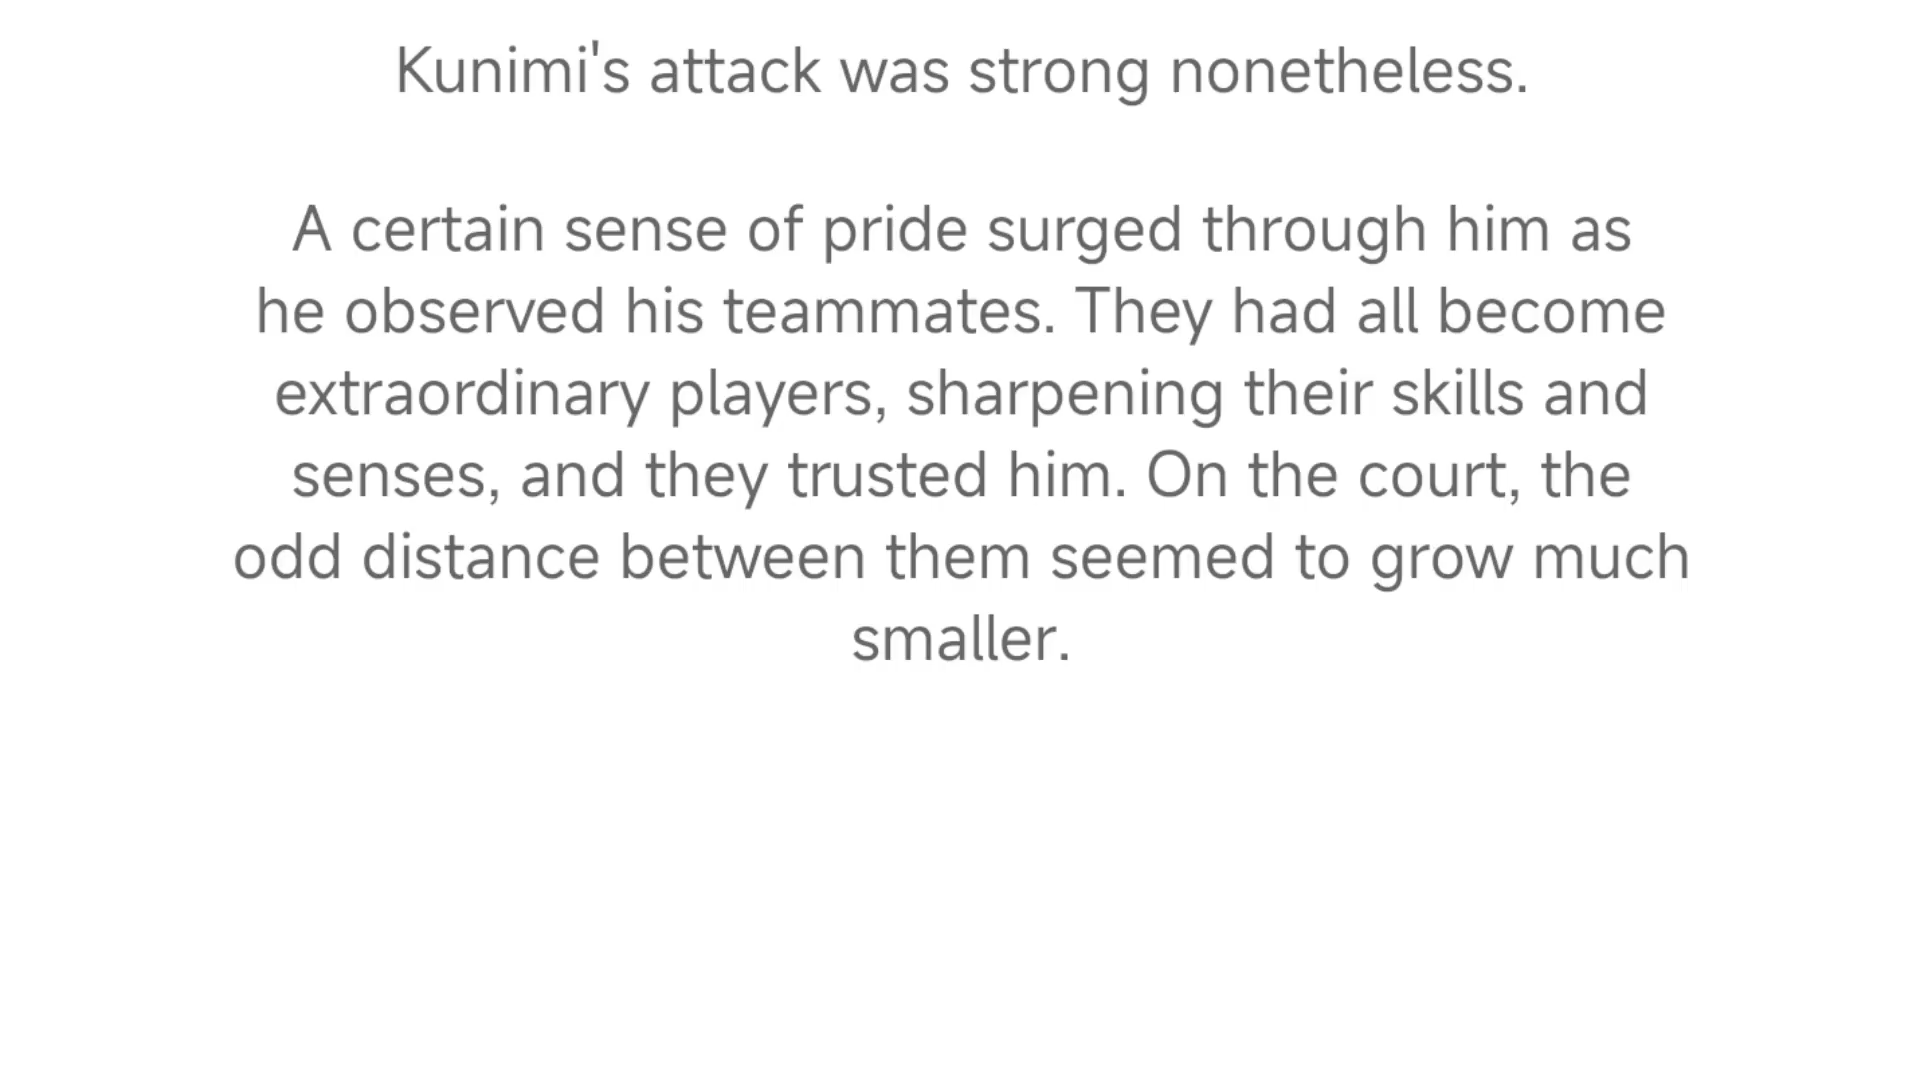 Kunimi's attack was strong nonetheless.
A certain sense of pride surged through him as
he observed his teammates. They had all become
extraordinary players, sharpening their skills and
senses, and they trusted him. On the court, the
odd distance between them seemed to grow much
smaller.